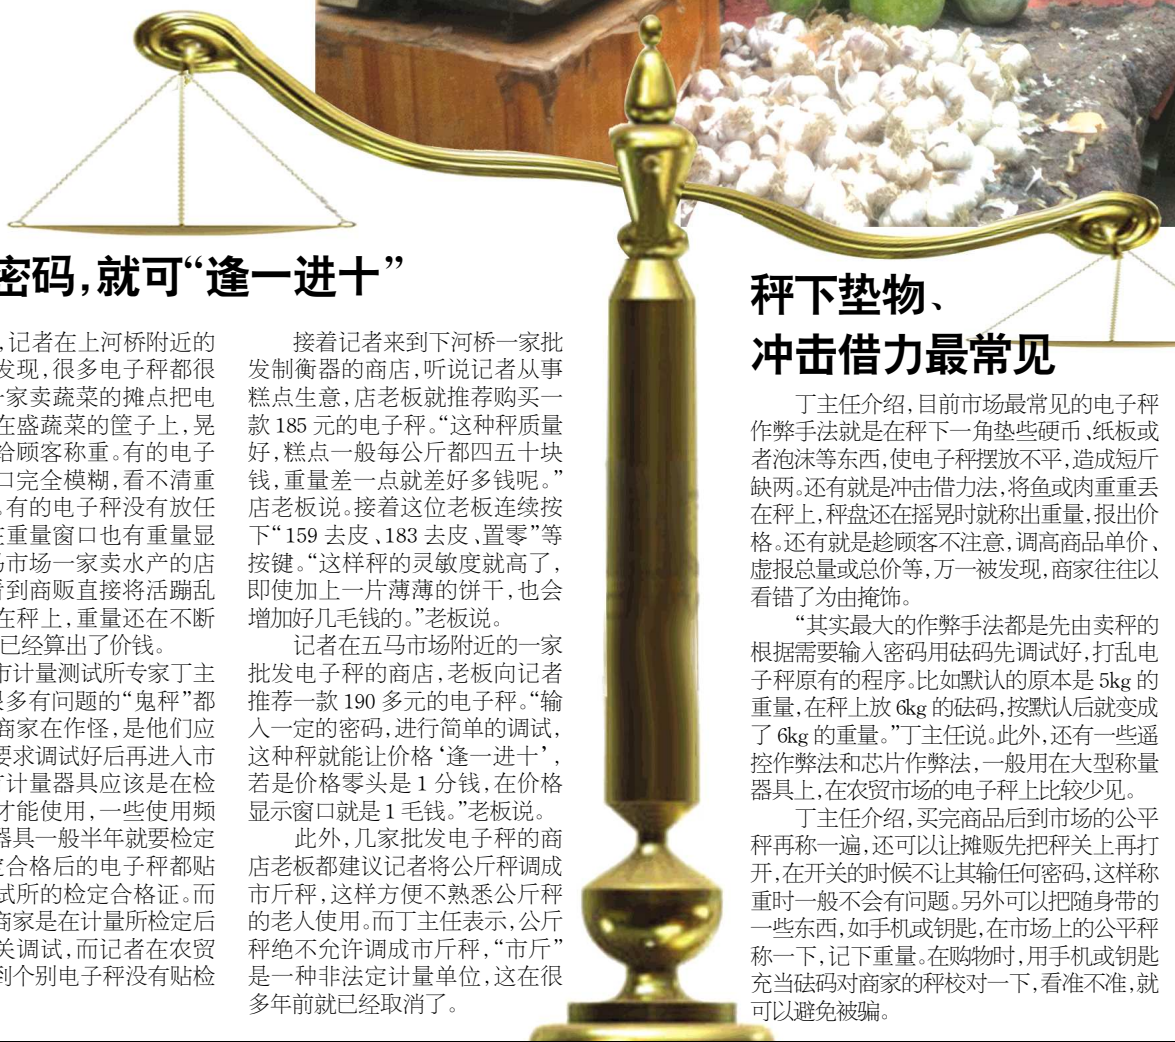 密码，就可“逢一进十”
，记者在上河桥附近的
发现，很多电子秤都很
家卖蔬菜的摊点把电
在盛蔬菜的筐子上，晃
给顾客称重。有的电子
口完全模糊，看不清重
。有的电子秤没有放任
重量窗口也有重量显
马市场一家卖水产的店
看到商贩直接将活蹦乱
在秤上，重量还在不断
已经算出了价钱。
市计量测试所专家丁主
很多有问题的“鬼秤”都
商家在作怪，是他们应
要求调试好后再进入市
计量器具应该是在检
才能使用，一些使用频
器具一般半年就要检定
定合格后的电子秤都贴
试所的检定合格证。而
商家是在计量所检定后
关调试，而记者在农贸
到个别电子秤没有贴检
接着记者来到下河桥一家批
发制衡器的商店，听说记者从事
糕点生意，店老板就推荐购买一
款 185 元的电子秤。“这种秤质量
好，糕点一般每公斤都四五十块
钱，重量差一点就差好多钱呢。”
店老板说。接着这位老板连续按
下“159 去皮、183 去皮、置零”等
按键。“这样秤的灵敏度就高了，
即使加上一片薄薄的饼干，也会
增加好几毛钱的。”老板说。
记者在五马市场附近的一家
批发电子秤的商店，老板向记者
推荐一款 190 多元的电子秤。“输
入一定的密码，进行简单的调试，
这种秤就能让价格‘逢一进十’，
若是价格零头是 1 分钱，在价格
显示窗口就是 1 毛钱。”老板说。
此外，几家批发电子秤的商
店老板都建议记者将公斤秤调成
市斤秤，这样方便不熟悉公斤秤
的老人使用。而丁主任表示，公斤
秤绝不允许调成市斤秤，“市斤”
是一种非法定计量单位，这在很
多年前就已经取消了。
秤下垫物、
冲击借力最常见
丁主任介绍，目前市场最常见的电子秤
作弊手法就是在秤下一角垫些硬币、纸板或
者泡沫等东西，使电子秤摆放不平，造成短斤
缺两。还有就是冲击借力法，将鱼或肉重重丢
在秤上，秤盘还在摇晃时就称出重量，报出价
格。还有就是趁顾客不注意，调高商品单价、
虚报总量或总价等，万一被发现，商家往往以
看错了为由掩饰。
“其实最大的作弊手法都是先由卖秤的
根据需要输入密码用砝码先调试好，打乱电
子秤原有的程序。比如默认的原本是 5kg 的
重量，在秤上放 6kg 的砝码，按默认后就变成
了 6kg 的重量。”丁主任说。此外，还有一些遥
控作弊法和芯片作弊法，一般用在大型称量
器具上，在农贸市场的电子秤上比较少见。
丁主任介绍，买完商品后到市场的公平
秤再称一遍，还可以让摊贩先把秤关上再打
开，在开关的时候不让其输任何密码，这样称
重时一般不会有问题。另外可以把随身带的
一些东西，如手机或钥匙，在市场上的公平秤
称一下，记下重量。在购物时，用手机或钥匙
充当砝码对商家的秤校对一下，看准不准，就
可以避免被骗。